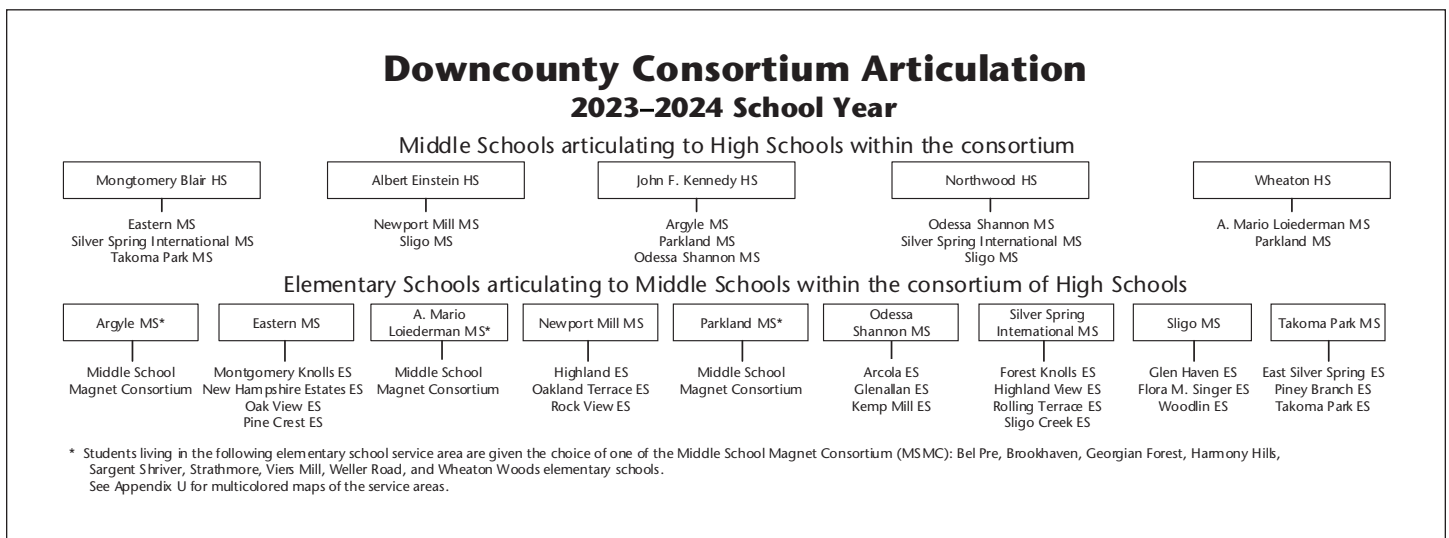 Downcounty Consortium Articulation
2023–2024 School Year
Middle Schools articulating to High Schools within the consortium
Mongtomery Blair HS
Eastern MS
Silver Spring International MS
Takoma Park MS
Albert Einstein HS
Newport Mill MS
Sligo MS
John F. Kennedy HS
Argyle MS
Parkland MS
Odessa Shannon MS
Northwood HS
Odessa Shannon MS
Silver Spring International MS
Sligo MS
Wheaton HS
A. Mario Loiederman MS
Parkland MS
Elementary Schools articulating to Middle Schools within the consortium of High Schools
Argyle MS*
Middle School
Magnet Consortium
Eastern MS
Montgomery Knolls ES
New Hampshire Estates ES
Oak View ES
Pine Crest ES
A. Mario
Loiederman MS*
Middle School
Magnet Consortium
Newport Mill MS
Highland ES
Oakland Terrace ES
Rock View ES
Parkland MS*
Middle School
Magnet Consortium
Odessa
Shannon MS
Arcola ES
Glenallan ES
Kemp Mill ES
Silver Spring
International MS
Forest Knolls ES
Highland View ES
Rolling Terrace ES
Sligo Creek ES
Sligo MS
Glen Haven ES
Flora M. Singer ES
Woodlin ES
Takoma Park MS
East Silver Spring ES
Piney Branch ES
Takoma Park ES
* Students living in the following elementary school service area are given the choice of one of the Middle School Magnet Consortium (MSMC): Bel Pre, Brookhaven, Georgian Forest, Harmony Hills,
Sargent Shriver, Strathmore, Viers Mill, Weller Road, and Wheaton Woods elementary schools.
See Appendix U for multicolored maps of the service areas.